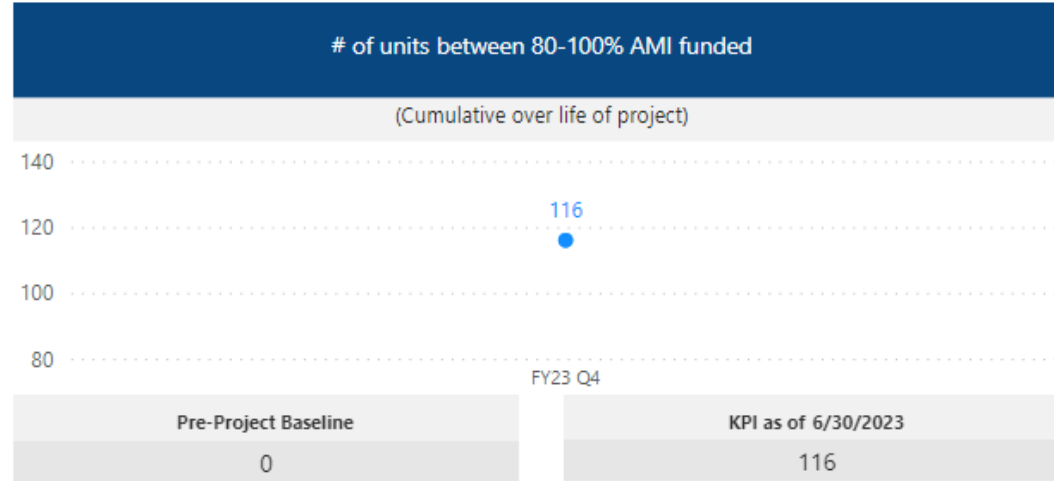 # of units between 80-100% AMI funded
(Cumulative over life of project)
140
116
120
100
80
FY23 Q4
Pre-Project Baseline
KPI as of 6/30/2023
0
116